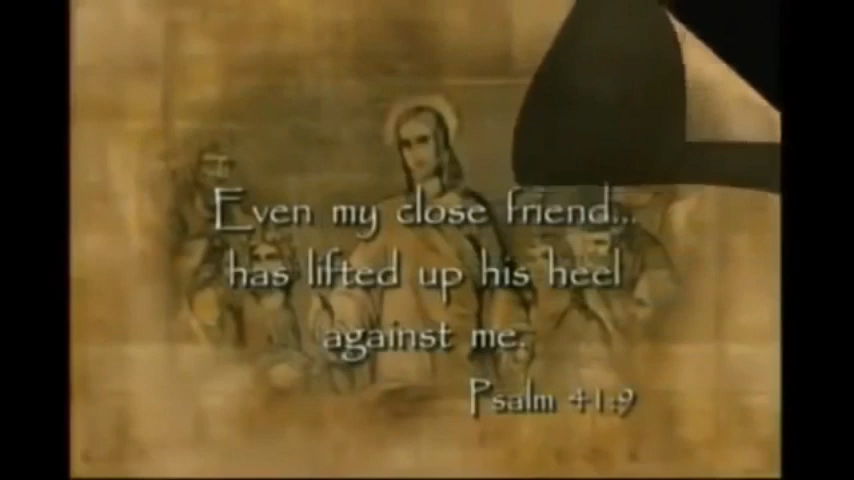 Even my close friend...
has lifted up his heel
against me.
Psalm 41:9